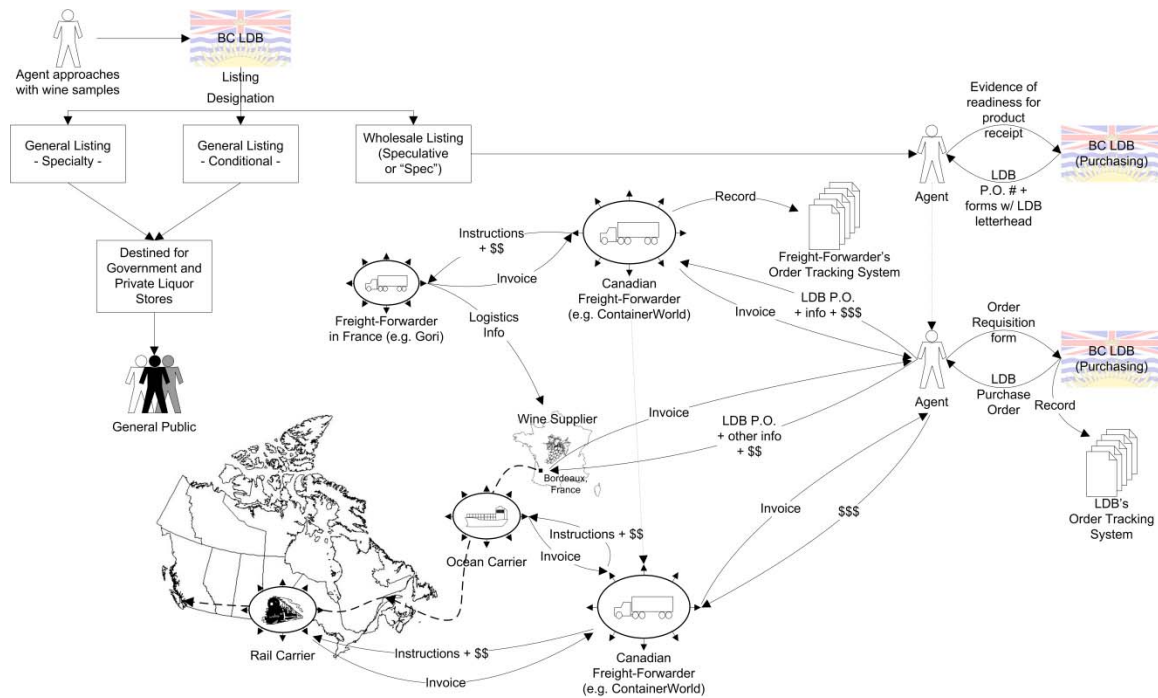 BC LDB
Agent approaches
with wine samples
Listing
Designation
General Listing
- Specialty -
General Listing
- Conditional -
Wholesale Listing
(Speculative
or “Spec”)
Destined for
Government and
Private Liquor
Stores
General Public
Agent
Evidence of
readiness for
product
receipt
BC LDB
(Purchasing)
LDB
P.O. # +
forms w/ LDB
letterhead
Record
Freight-Forwarder's
Order Tracking System
Instructions
+ $$
Invoice
Canadian
Freight-Forwarder
(e.g. ContainerWorld)
Freight-Forwarder
in France (e.g. Gori)
Logistics
Info
LDB P.O.
+ info + $$$
Invoice
Order
Requisition
form
BC LDB
(Purchasing)
Agent
LDB
Purchase
Order
Record
LDB's
Order Tracking
System
Invoice
Wine Supplier
LDB P.O.
+ other info
+ $$
Bordeaux,
France
Ocean Carrier
Instructions + $$
Invoice
Invoice
$$$
Rail Carrier
Instructions + $$
Invoice
Canadian
Freight-Forwarder
(e.g. ContainerWorld)